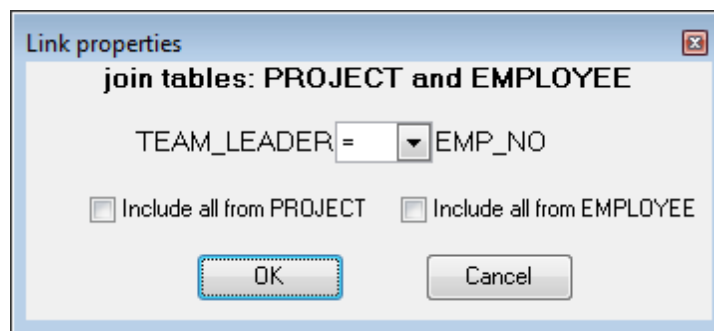 Link properties
join tables: PROJECT and EMPLOYEE
TEAM_LEADER = EMP_NO
Include all from PROJECT Include all from EMPLOYEE
OK Cancel